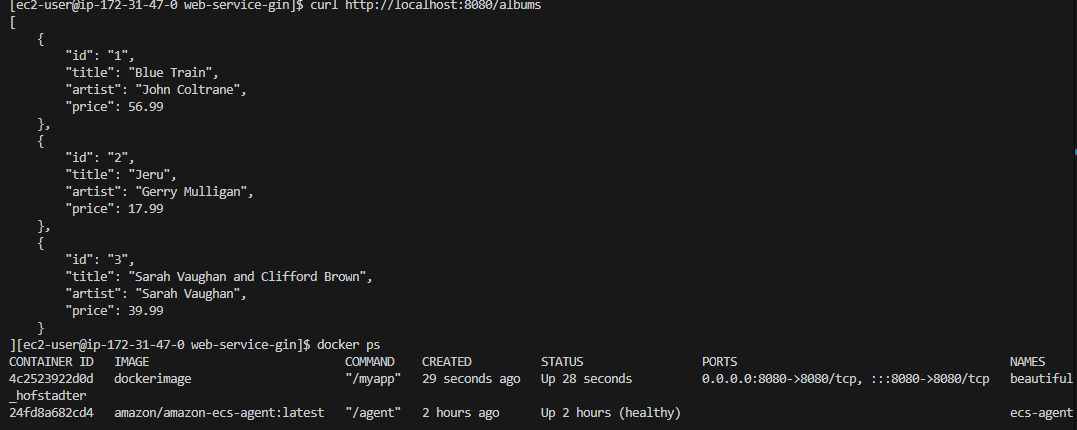 [ec2-user@ip-172-31-47-0 web-service-gin]$ curl http://localhost:8080/albums
[
    {
        "id": "1",
        "title": "Blue Train",
        "artist": "John Coltrane",
        "price": 56.99
    },
    {
        "id": "2",
        "title": "Jeru",
        "artist": "Gerry Mulligan",
        "price": 17.99
    },
    {
        "id": "3",
        "title": "Sarah Vaughan and Clifford Brown",
        "artist": "Sarah Vaughan",
        "price": 39.99
    }
][ec2-user@ip-172-31-47-0 web-service-gin]$ docker ps
CONTAINER ID   IMAGE                            COMMAND    CREATED          STATUS                 PORTS                                       NAMES
4c2523922d0d   dockerimage                      "/myapp"   29 seconds ago   Up 28 seconds          0.0.0.0:8080->8080/tcp, :::8080->8080/tcp   beautiful
_hofstadter
24fd8a682cd4   amazon/amazon-ecs-agent:latest   "/agent"   2 hours ago      Up 2 hours (healthy)                                               ecs-agent